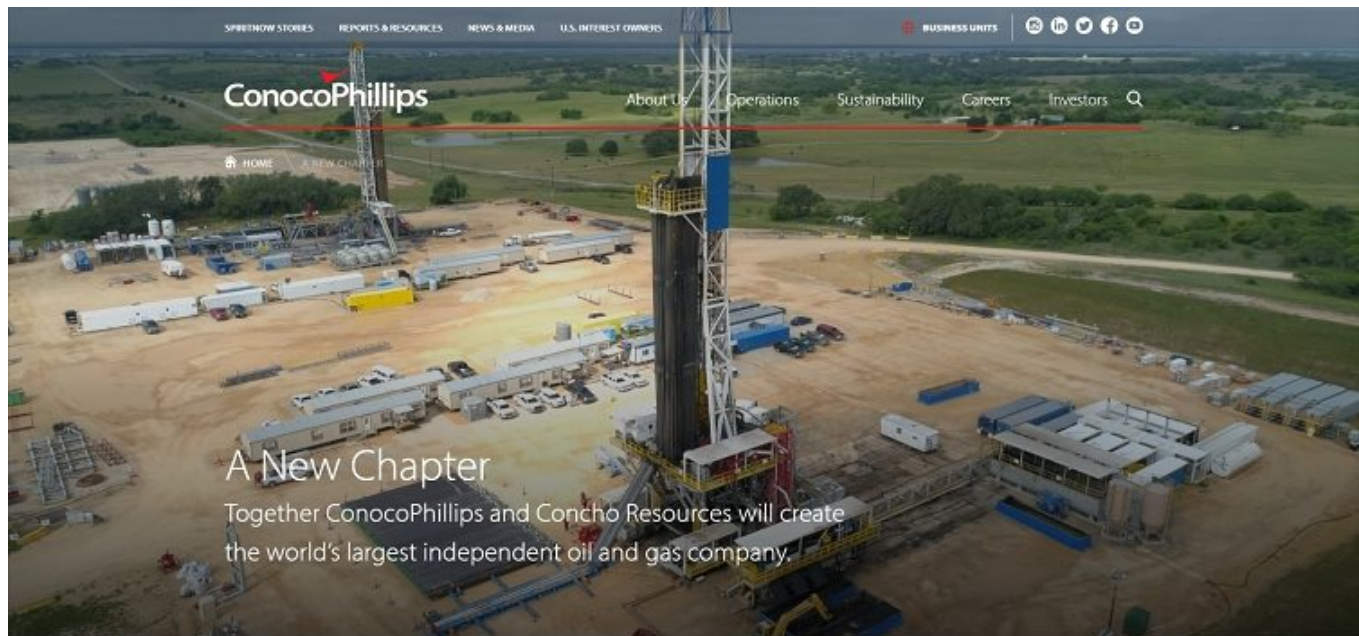 SPIRITNOW STORIES REPORTS & RESOURCES NEWS & MEDIA U.S. INTEREST OWNERS BUSINESS UNITS
ConocoPhillips
About Us Operations Sustainability Careers Investors
HOME A NEW CHAPTER
A New Chapter
Together ConocoPhillips and Concho Resources will create
the world's largest independent oil and gas company.